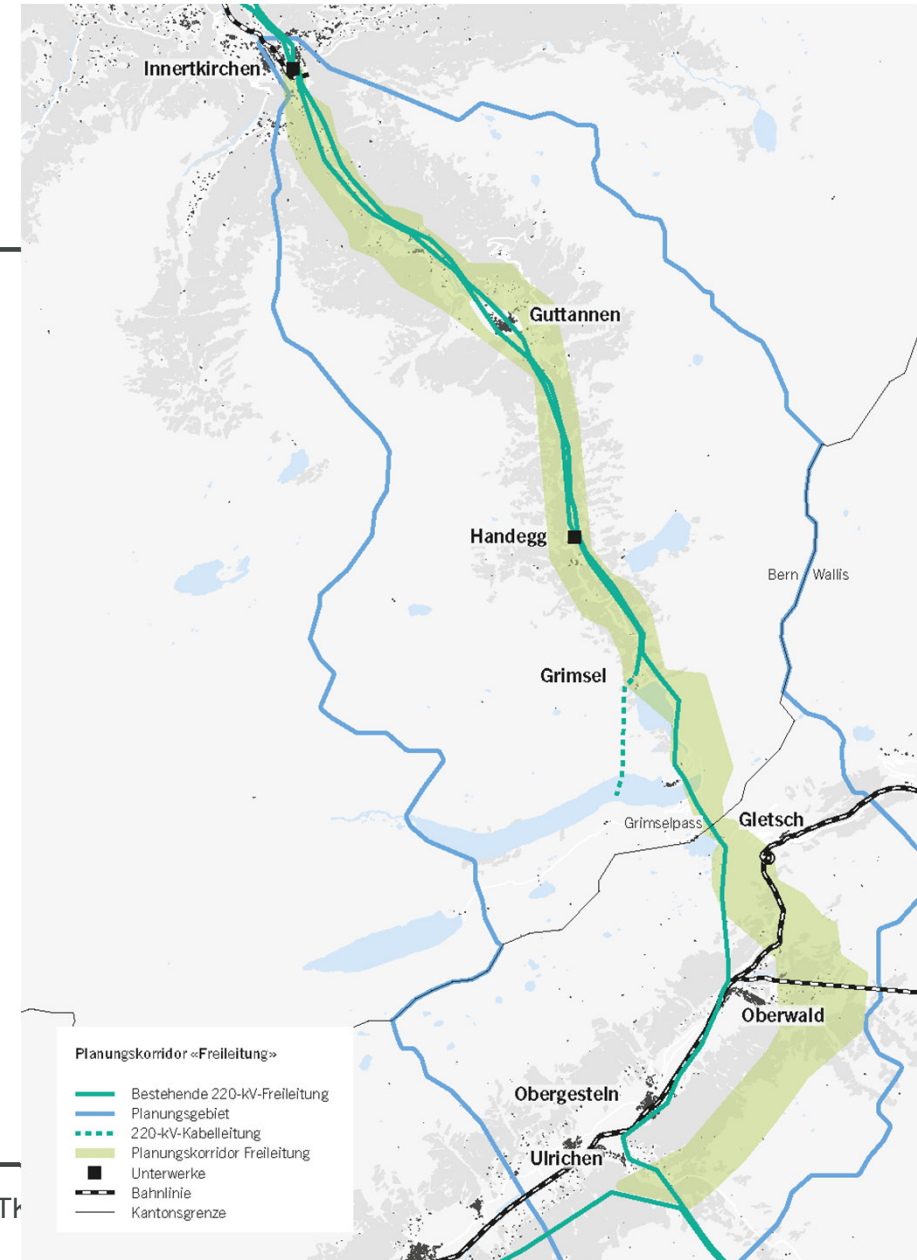 Innertkirchen
Guttannen
Handegg
Bern Wallis
Grimsel
Grimselpass
Gletsch
Oberwald
Obergesteln
Ulrichen
Planungskorridor «Freileitung»
Bestehende 220-kV-Freileitung
Planungsgebiet
220-kV-Kabelleitung
Planungskorridor Freileitung
Unterwerke
Bahnlinie
Kantonsgrenze